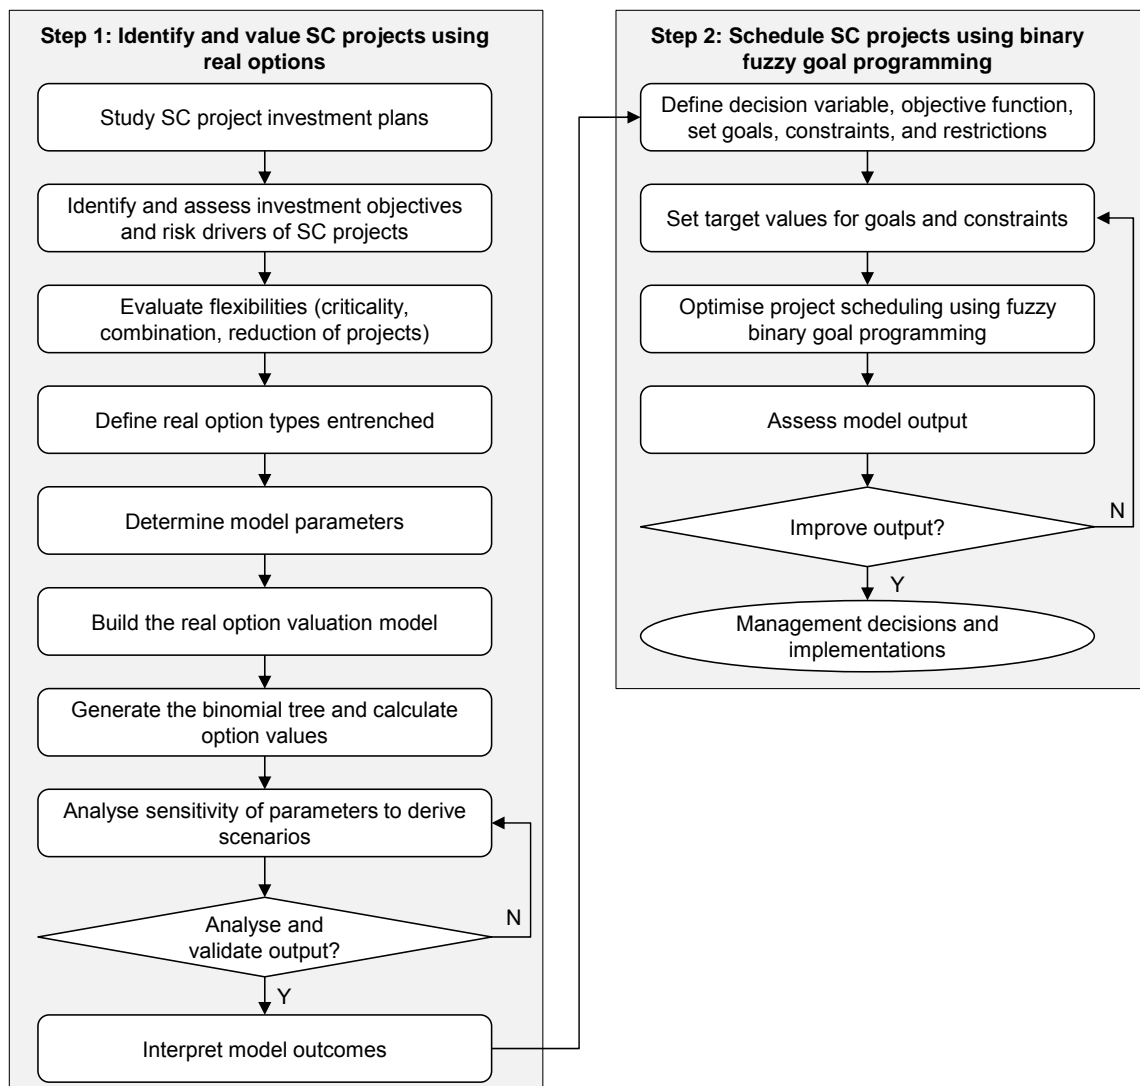 Step 1: Identify and value SC projects using
real options
Study SC project investment plans
Identify and assess investment objectives
and risk drivers of SC projects
Evaluate flexibilities (criticality,
combination, reduction of projects)
Define real option types entrenched
Determine model parameters
Build the real option valuation model
Generate the binomial tree and calculate
option values
Analyse sensitivity of parameters to derive
scenarios
Analyse and
validate output?
N
Y
Interpret model outcomes
Step 2: Schedule SC projects using binary
fuzzy goal programming
Define decision variable, objective function,
set goals, constraints, and restrictions
Set target values for goals and constraints
Optimise project scheduling using fuzzy
binary goal programming
Assess model output
Improve output?
N
Y
Management decisions and
implementations